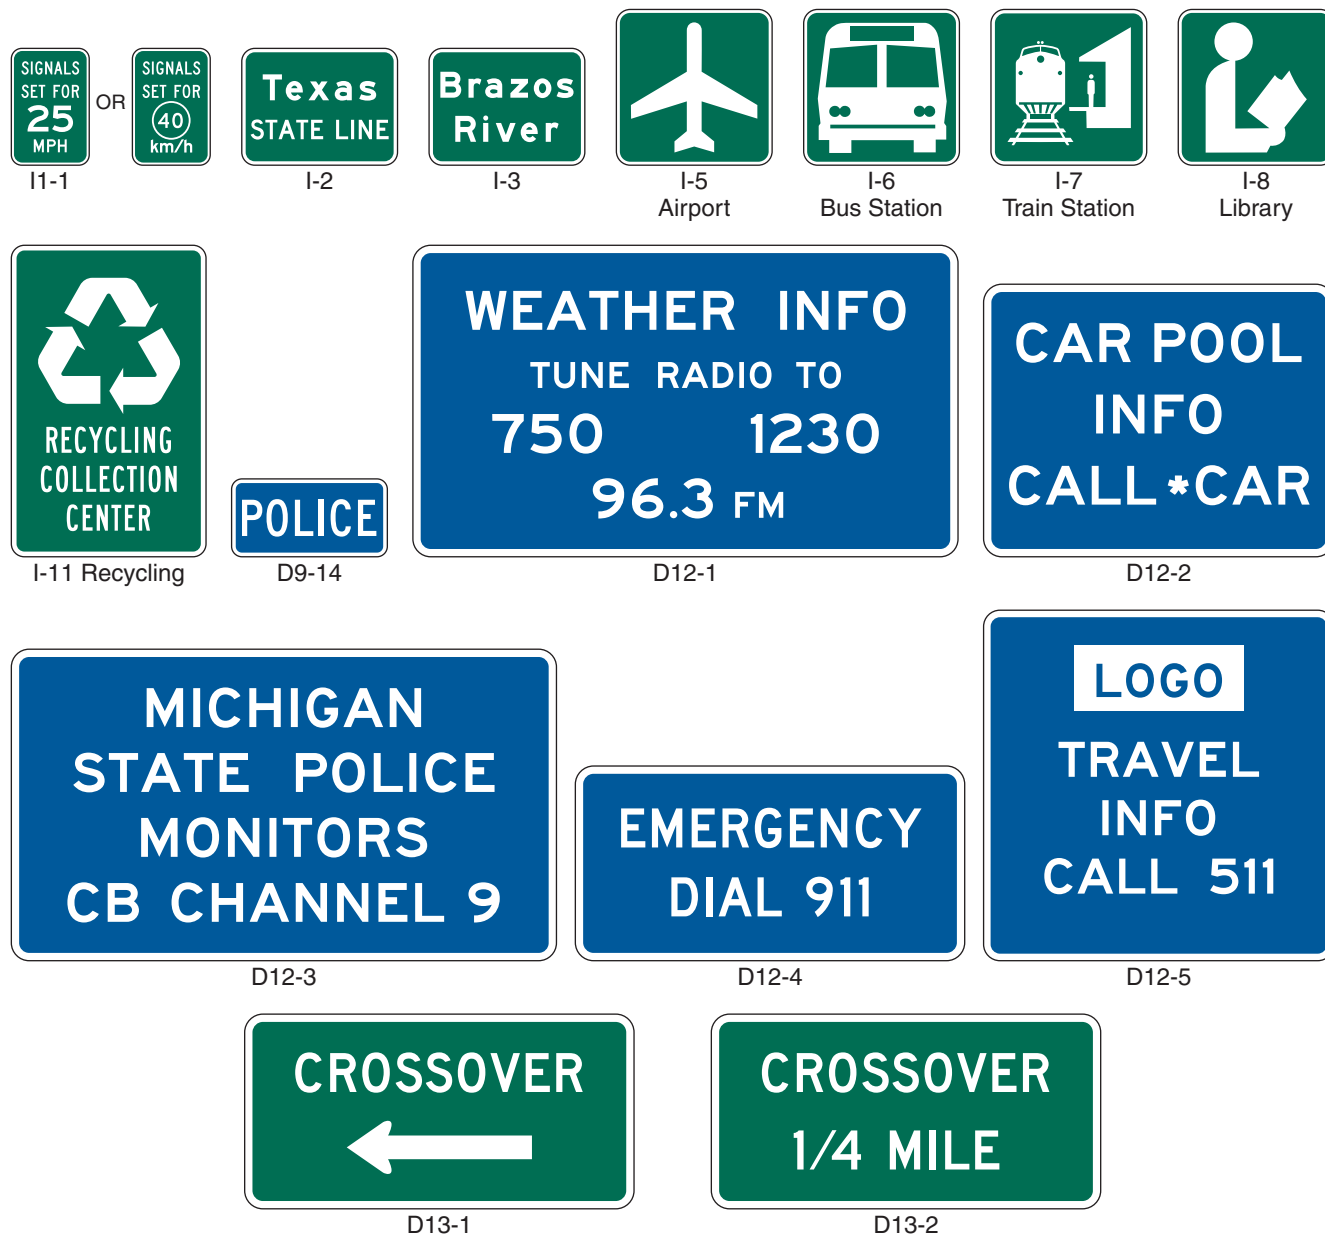 SIGNALS
SET FOR
25
MPH
OR
SIGNALS
SET FOR
40
km/h
Texas
STATE LINE
Brazos
River
I1-1
I-2
I-3
I-5
Airport
I-6
Bus Station
I-7
Train Station
I-8
Library
RECYCLING
COLLECTION
CENTER
I-11 Recycling
POLICE
D9-14
WEATHER INFO
TUNE RADIO TO
750 1230
96.3 FM
D12-1
CAR POOL
INFO
CALL *CAR
D12-2
MICHIGAN
STATE POLICE
MONITORS
CB CHANNEL 9
D12-3
EMERGENCY
DIAL 911
D12-4
LOGO
TRAVEL
INFO
CALL 511
D12-5
CROSSOVER
D13-1
CROSSOVER
1/4 MILE
D13-2